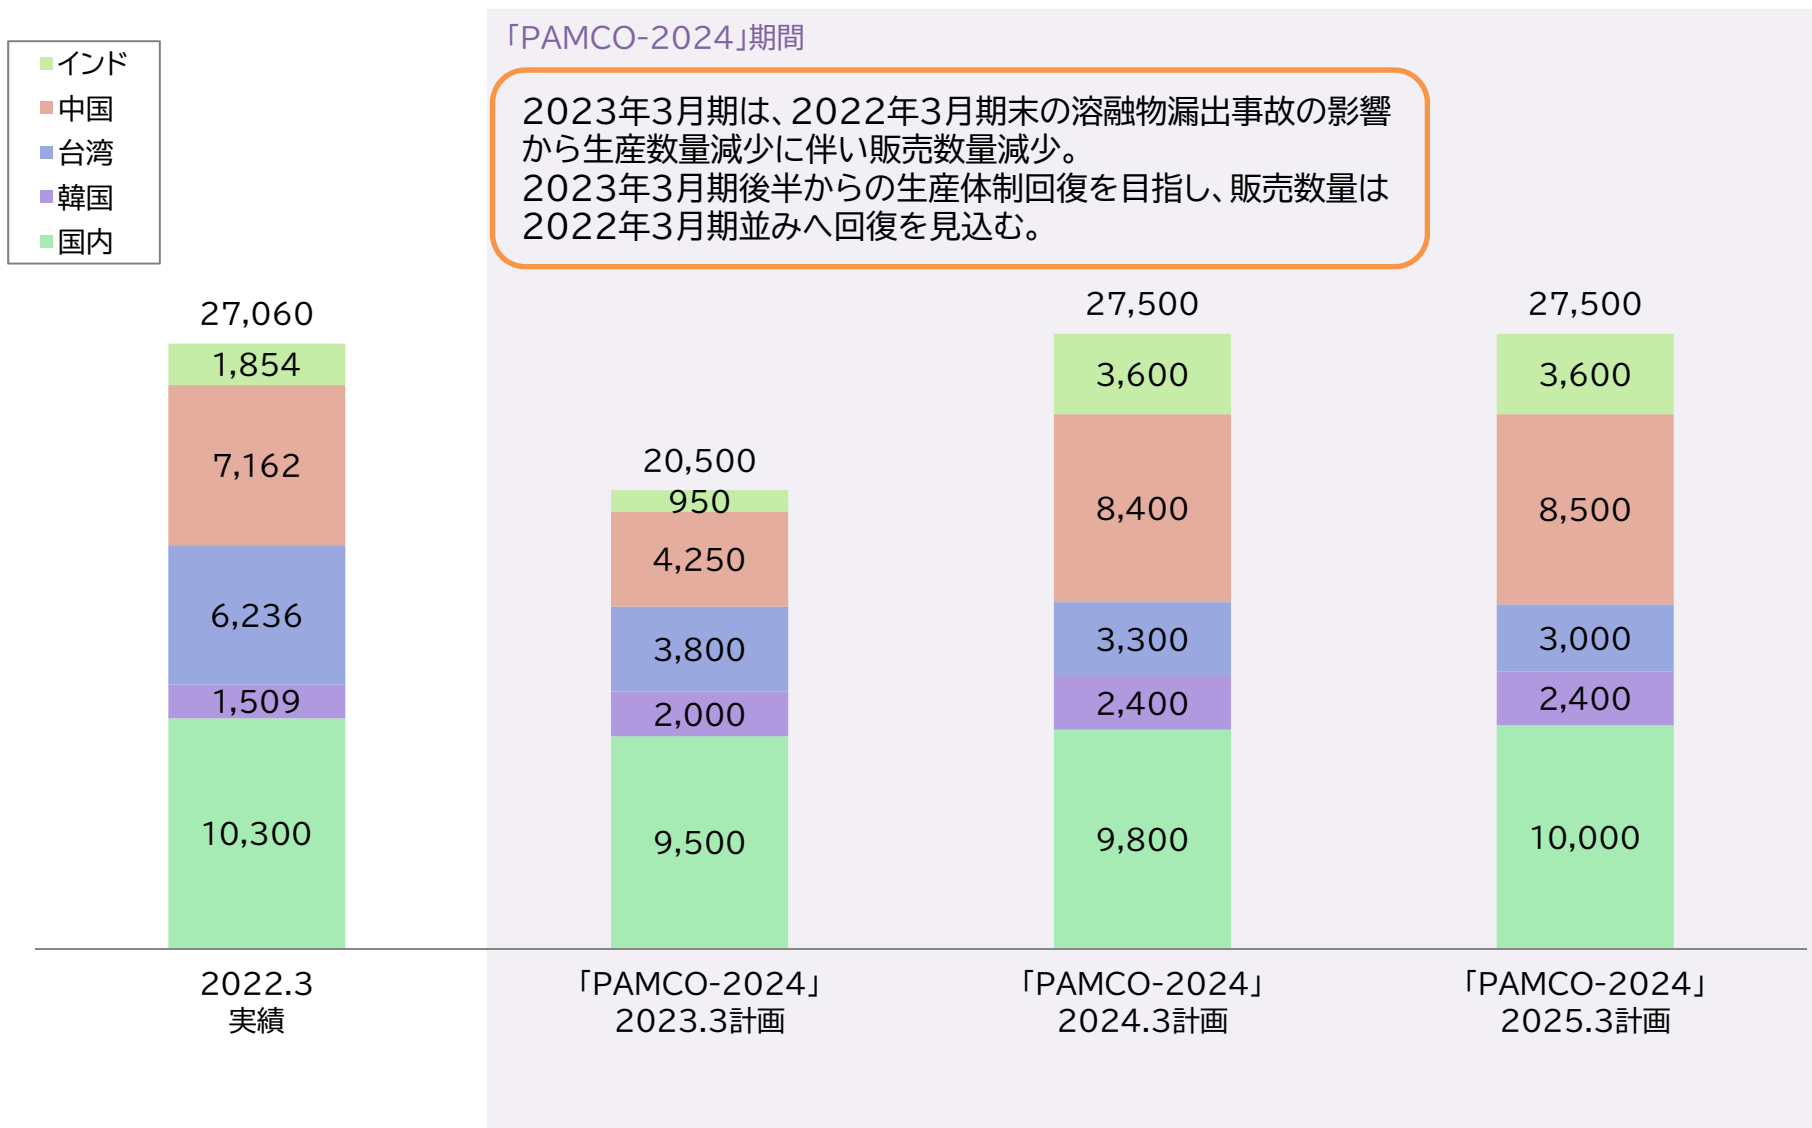 「PAMCO-2024」期間
インド
中国
台湾
韓国
国内
2023年3月期は、2022年3月期末の溶融物漏出事故の影響
から生産数量減少に伴い販売数量減少。
2023年3月期後半からの生産体制回復を目指し、販売数量は
2022年3月期並みへ回復を見込む。
27,060
1,854
7,162
6,236
1,509
10,300
20,500
950
4,250
3,800
2,000
9,500
27,500
3,600
8,400
3,300
2,400
9,800
27,500
3,600
8,500
3,000
2,400
10,000
2022.3
実績
「PAMCO-2024」
2023.3計画
「PAMCO-2024」
2024.3計画
「PAMCO-2024」
2025.3計画